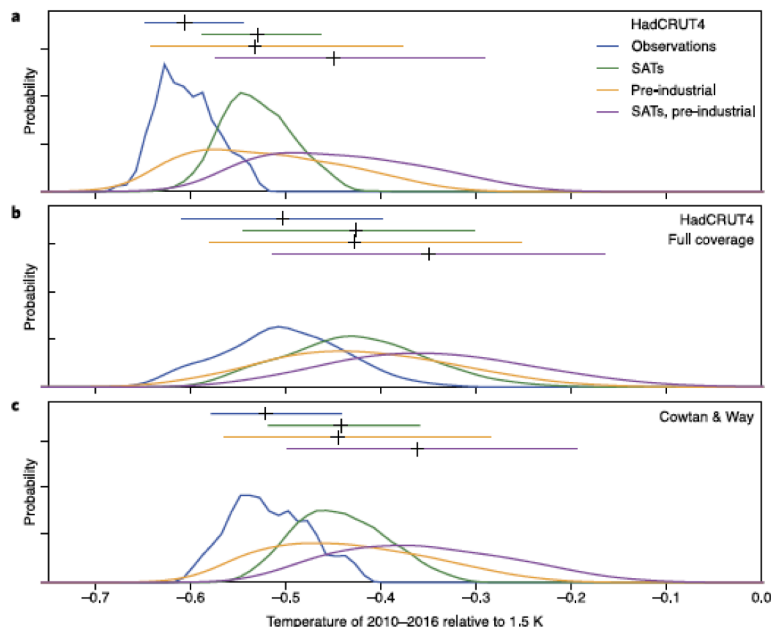 a
HadCRUT4
Observations
SATs
Pre-industrial
SATs, pre-industrial
Probability
b
HadCRUT4
Full coverage
Probability
c
Cowtan & Way
Probability
−0.7 −0.6 −0.5 −0.4 −0.3 −0.2 −0.1 0.0
Temperature of 2010–2016 relative to 1.5 K